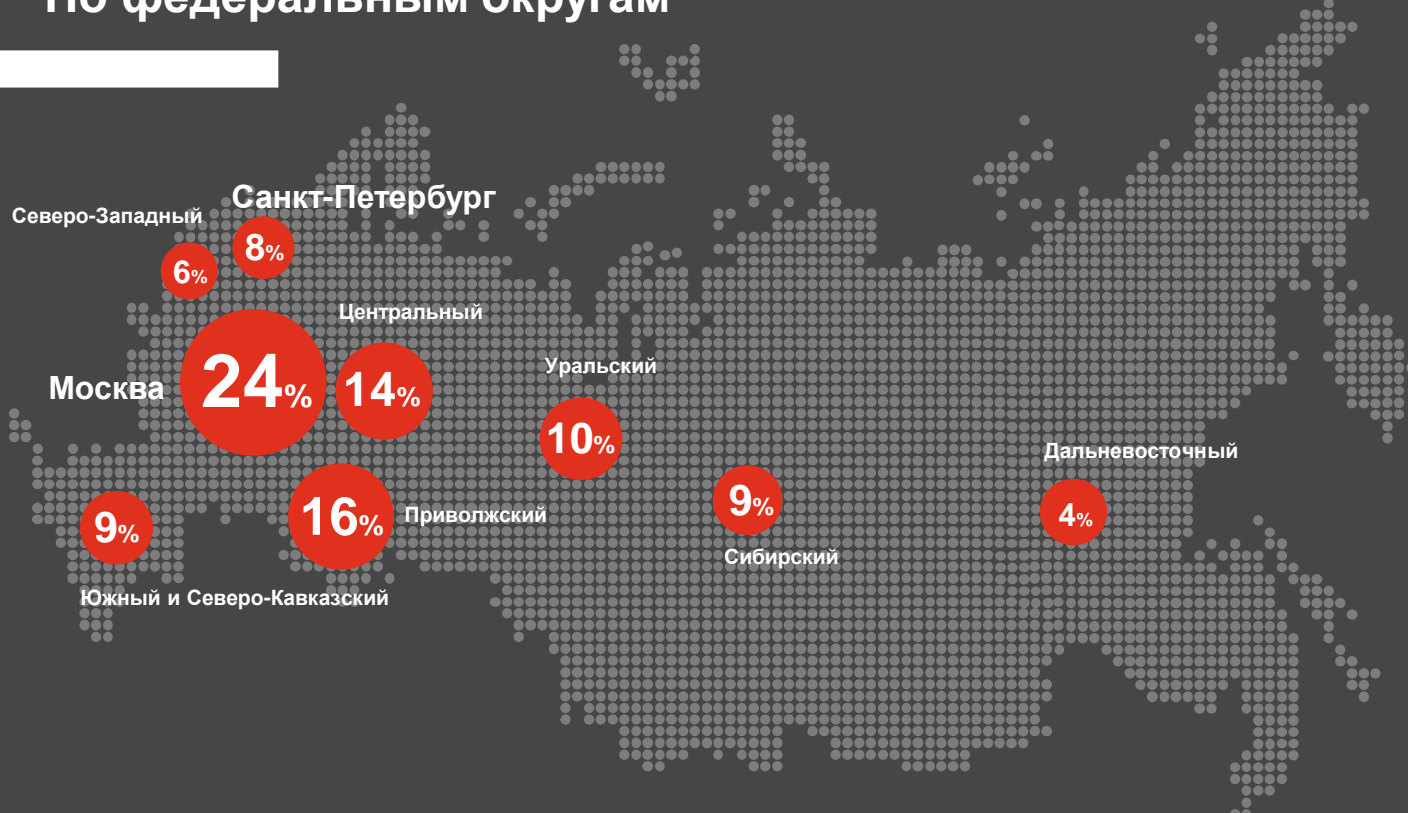 По федеральным округам
Санкт-Петербург
Северо-Западный
8%
6%
Центральный
Москва
24%
14%
Уральский
10%
Дальневосточный
9%
4%
Сибирский
16%
Приволжский
9%
Южный и Северо-Кавказский